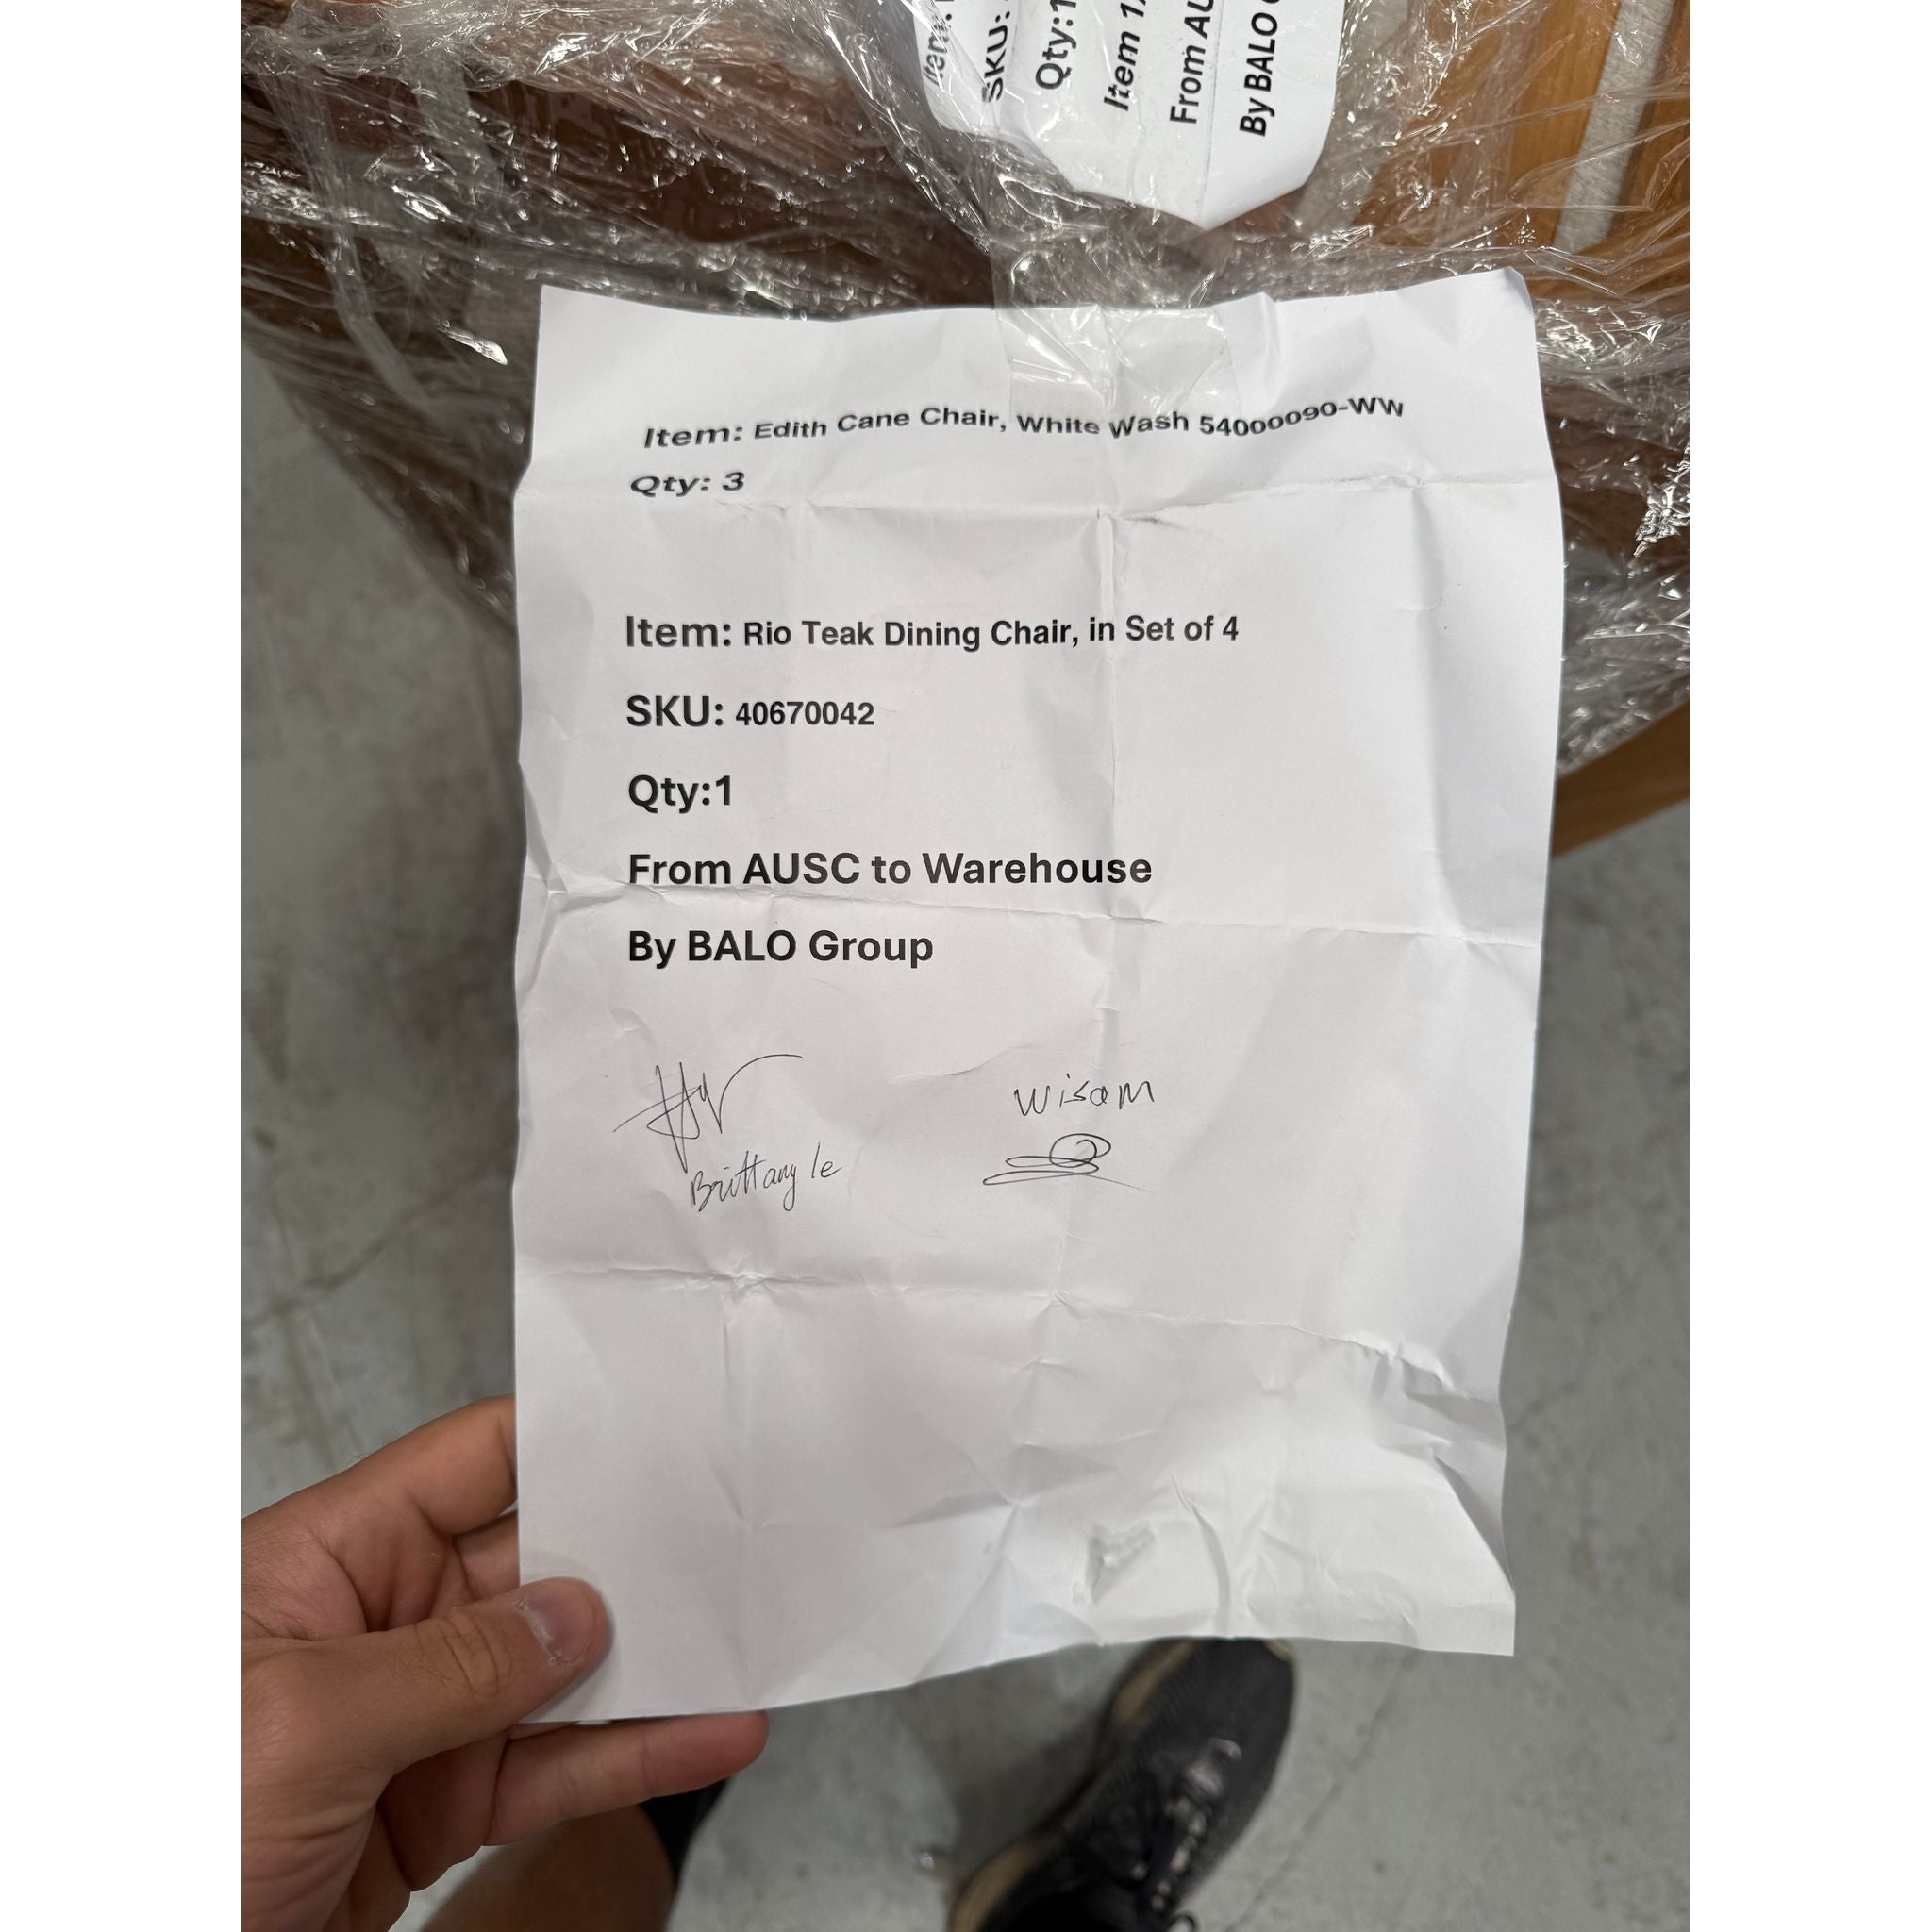 Item:
SKU:
Qty:1
Item 1
From AU
By BALO
Item: Edith Cane Chair, White Wash 54000090-WW
Qty: 3
Item: Rio Teak Dining Chair, in Set of 4
SKU: 40670042
Qty:1
From AUSC to Warehouse
By BALO Group
Wisam
Brittany le